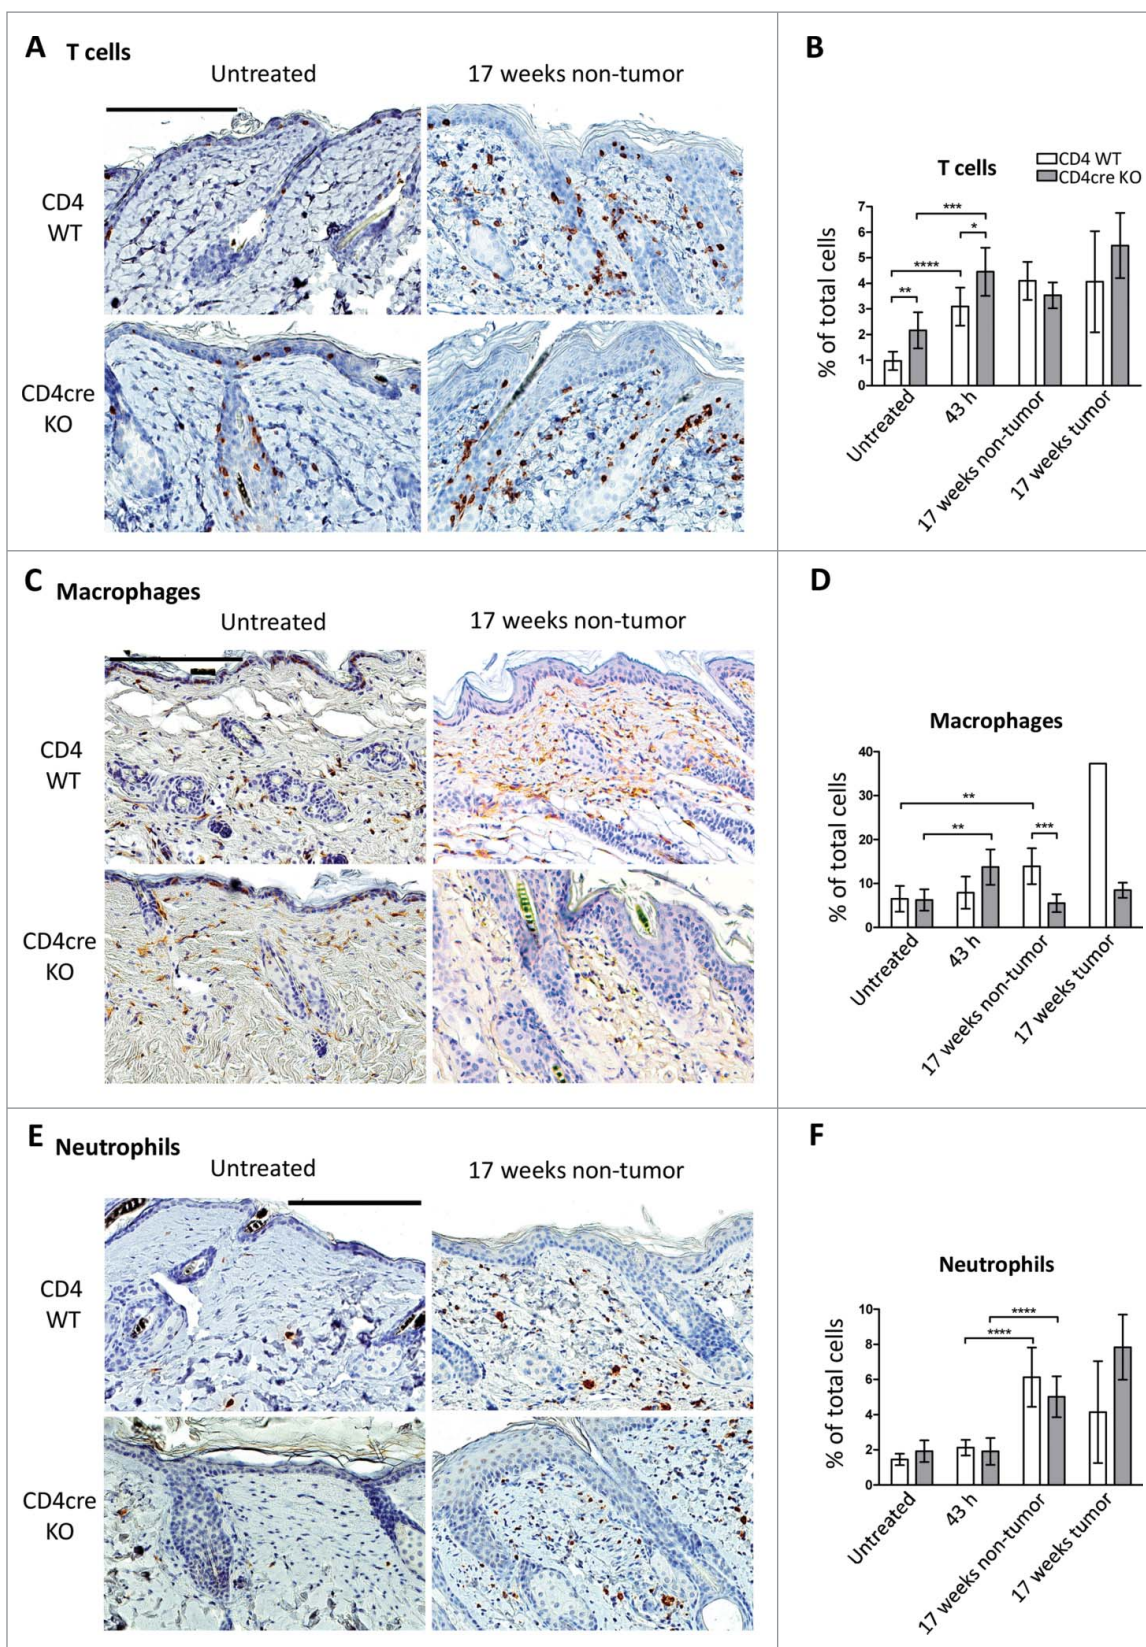 A T cells
Untreated 17 weeks non-tumor
CD4
WT
CD4cre
KO
B
T cells
CD4 WT
CD4cre KO
% of total cells
7
6
5
4
3
2
1
0
***
*
****
**
Untreated
43 h
17 weeks non-tumor
17 weeks tumor
C Macrophages
Untreated 17 weeks non-tumor
CD4
WT
CD4cre
KO
D
Macrophages
% of total cells
40
30
20
10
0
**
**
***
Untreated
43 h
17 weeks non-tumor
17 weeks tumor
E Neutrophils
Untreated 17 weeks non-tumor
CD4
WT
CD4cre
KO
F
Neutrophils
% of total cells
10
8
6
4
2
0
****
****
Untreated
43 h
17 weeks non-tumor
17 weeks tumor